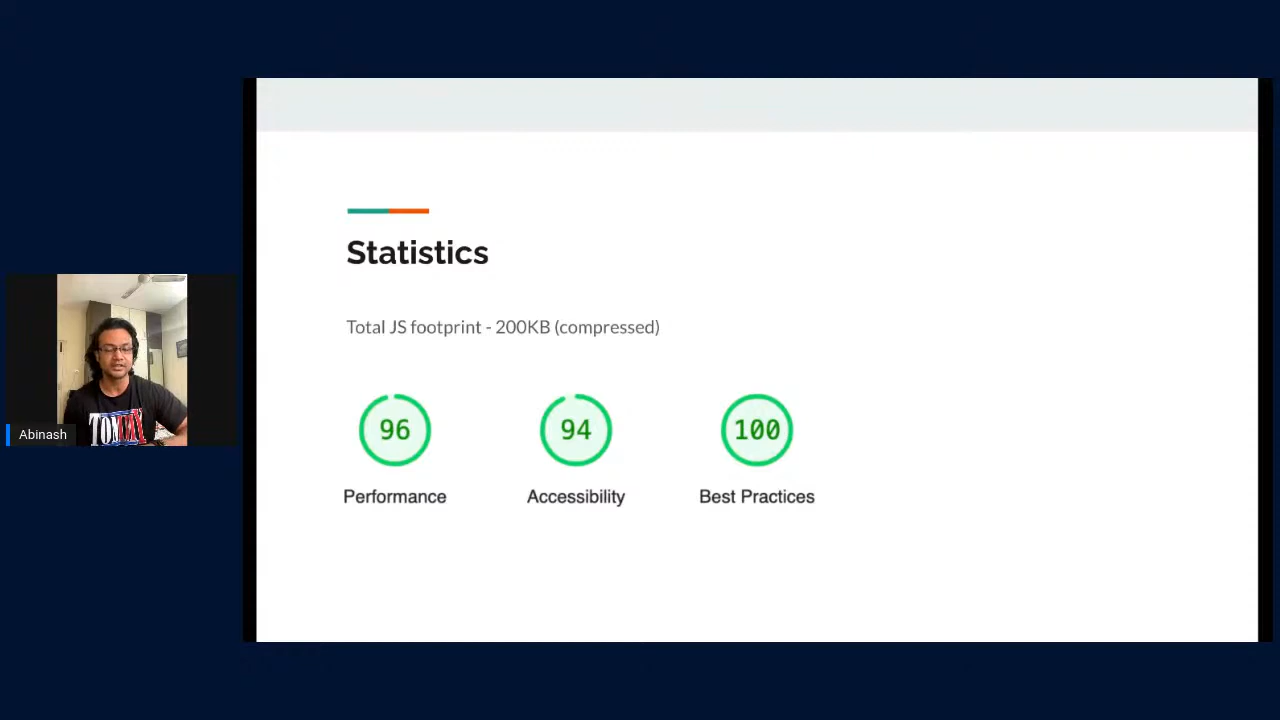 Statistics
Total JS footprint - 200KB (compressed)
96
94
100
Performance
Accessibility
Best Practices
Abinash